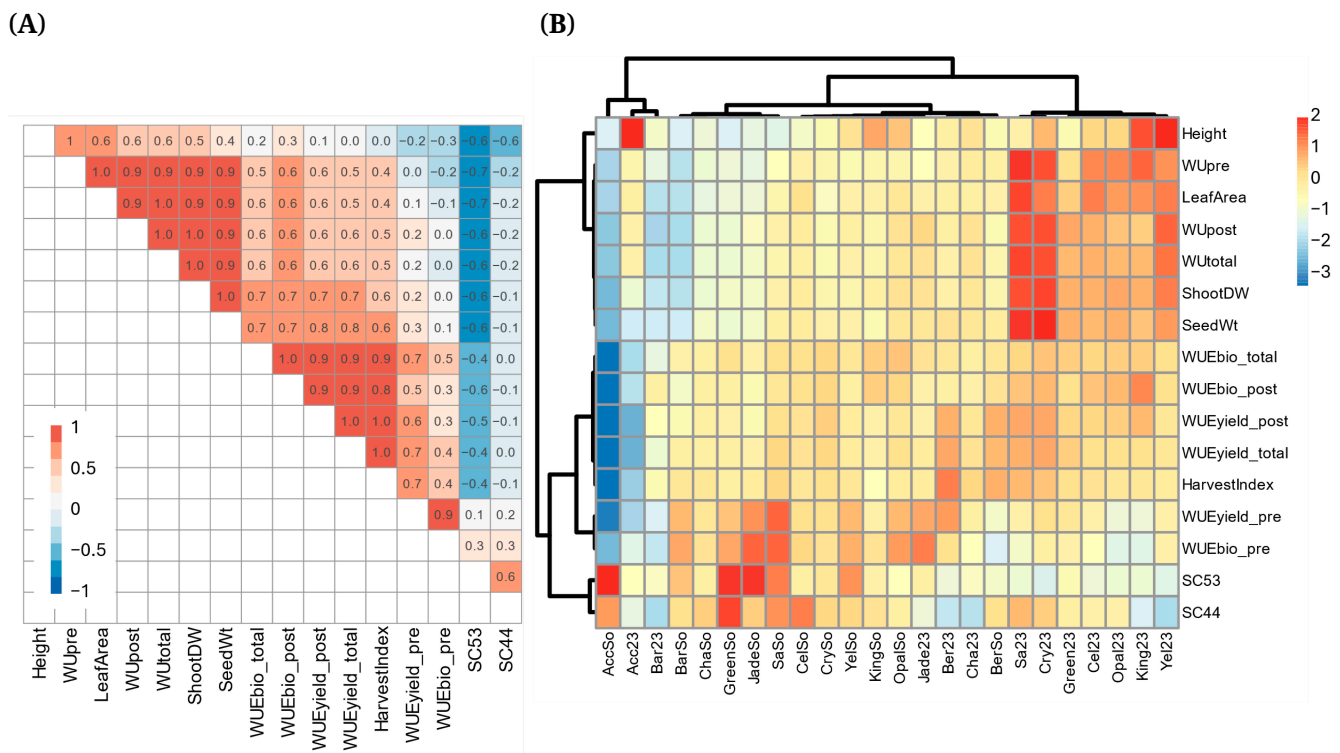 (A)
1 0.6 0.6 0.6 0.5 0.4 0.2 0.3 0.1 0.0 0.0 −0.2 −0.3 −0.6 −0.6
1.0 0.9 0.9 0.9 0.9 0.5 0.6 0.6 0.5 0.4 0.0 −0.2 −0.7 −0.2
0.9 1.0 0.9 0.9 0.6 0.6 0.6 0.5 0.4 0.1 −0.1 −0.7 −0.2
1.0 1.0 0.9 0.6 0.6 0.6 0.6 0.5 0.2 0.0 −0.6 −0.2
1.0 0.9 0.6 0.6 0.6 0.6 0.5 0.2 0.0 −0.6 −0.2
1.0 0.7 0.7 0.7 0.7 0.6 0.2 0.0 −0.6 −0.1
0.7 0.7 0.8 0.8 0.6 0.3 0.1 −0.6 −0.1
1.0 0.9 0.9 0.9 0.7 0.5 −0.4 0.0
0.9 0.9 0.8 0.5 0.3 −0.6 −0.1
1.0 1.0 0.6 0.3 −0.5 −0.1
1.0 0.7 0.4 −0.4 0.0
0.7 0.4 −0.4 −0.1
0.9 0.1 0.2
0.3 0.3
0.6
1
0.5
0
−0.5
−1
Height
WUpre
LeafArea
WUpost
WUtotal
ShootDW
SeedWt
WUEbio_total
WUEbio_post
WUEyield_post
WUEyield_total
HarvestIndex
WUEyield_pre
WUEbio_pre
SC53
SC44
(B)
Height
WUpre
LeafArea
WUpost
WUtotal
ShootDW
SeedWt
WUEbio_total
WUEbio_post
WUEyield_post
WUEyield_total
HarvestIndex
WUEyield_pre
WUEbio_pre
SC53
SC44
2
1
0
−1
−2
−3
AccSo
Acc23
Bar23
BarSo
ChaSo
GreenSo
JadeSo
SaSo
CelSo
CrySo
YelSo
KingSo
OpalSo
Jade23
Ber23
Cha23
BerSo
Sa23
Cry23
Green23
Cel23
Opal23
King23
Yel23